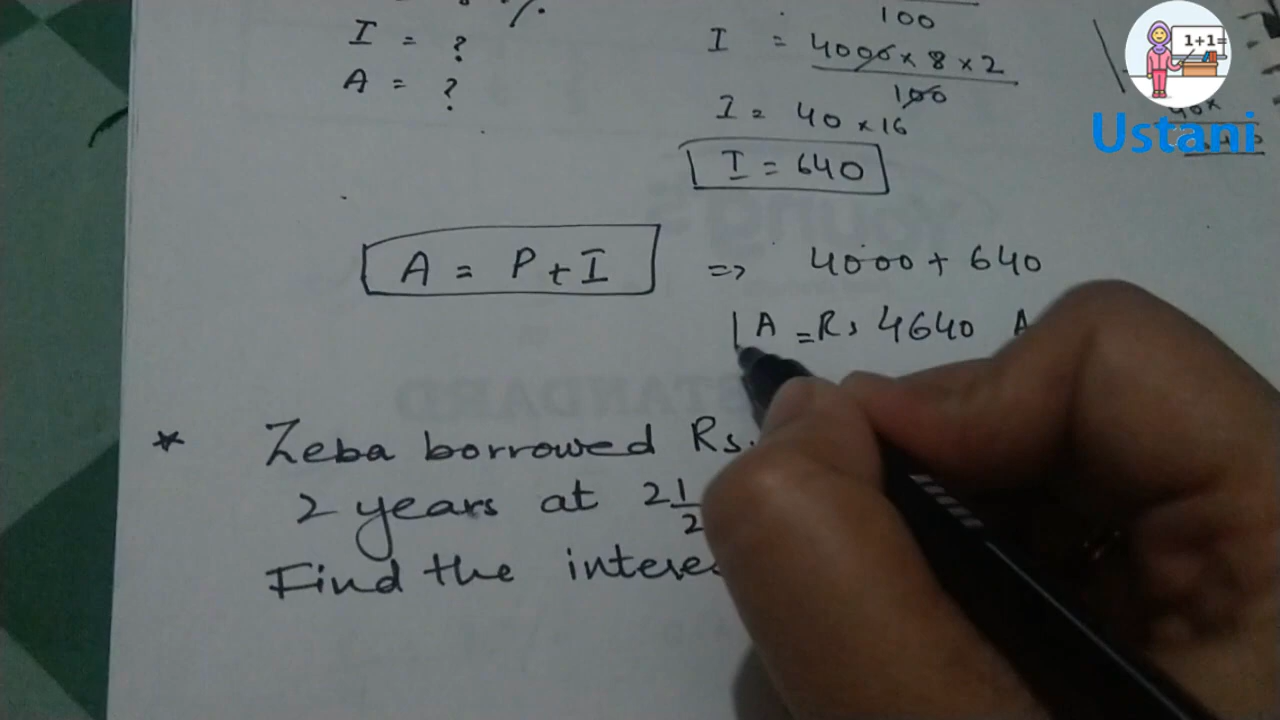 100
I = ?
I = 4000 × 8 × 2
100
A = ?
I = 40 × 16
I = 640
A = P + I => 4000 + 640
A = Rs 4640 A
* Zeba borrowed Rs.
2 years at 2 1/2
Find the intere
1+1=
Ustani